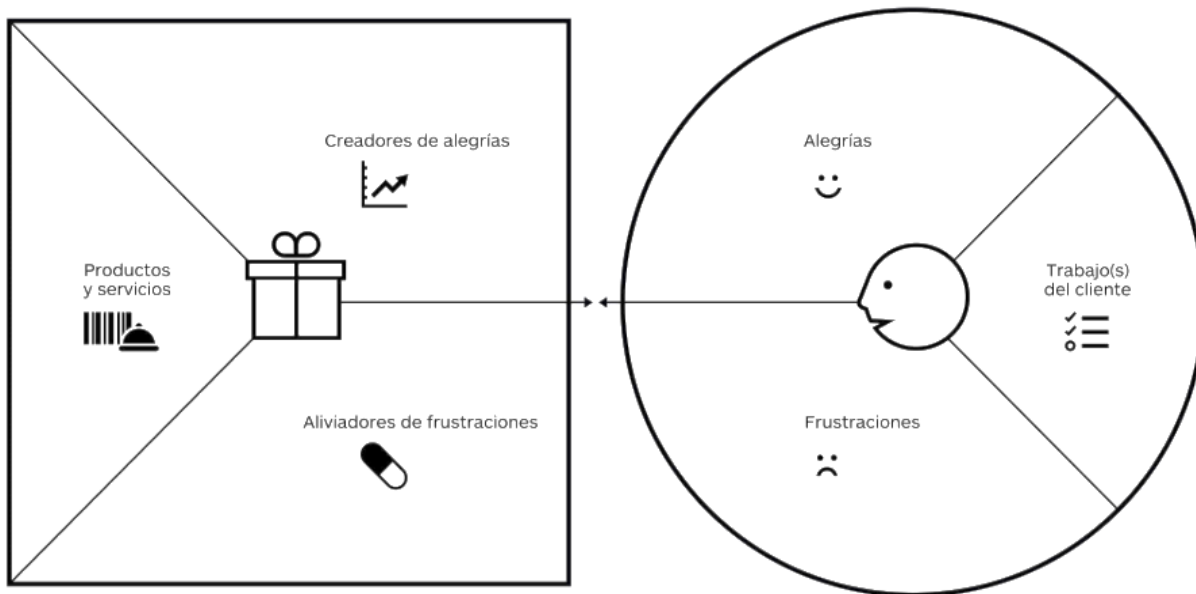 Creadores de alegrías
Productos
y servicios
Aliviadores de frustraciones
Alegrías
Trabajo(s)
del cliente
Frustraciones